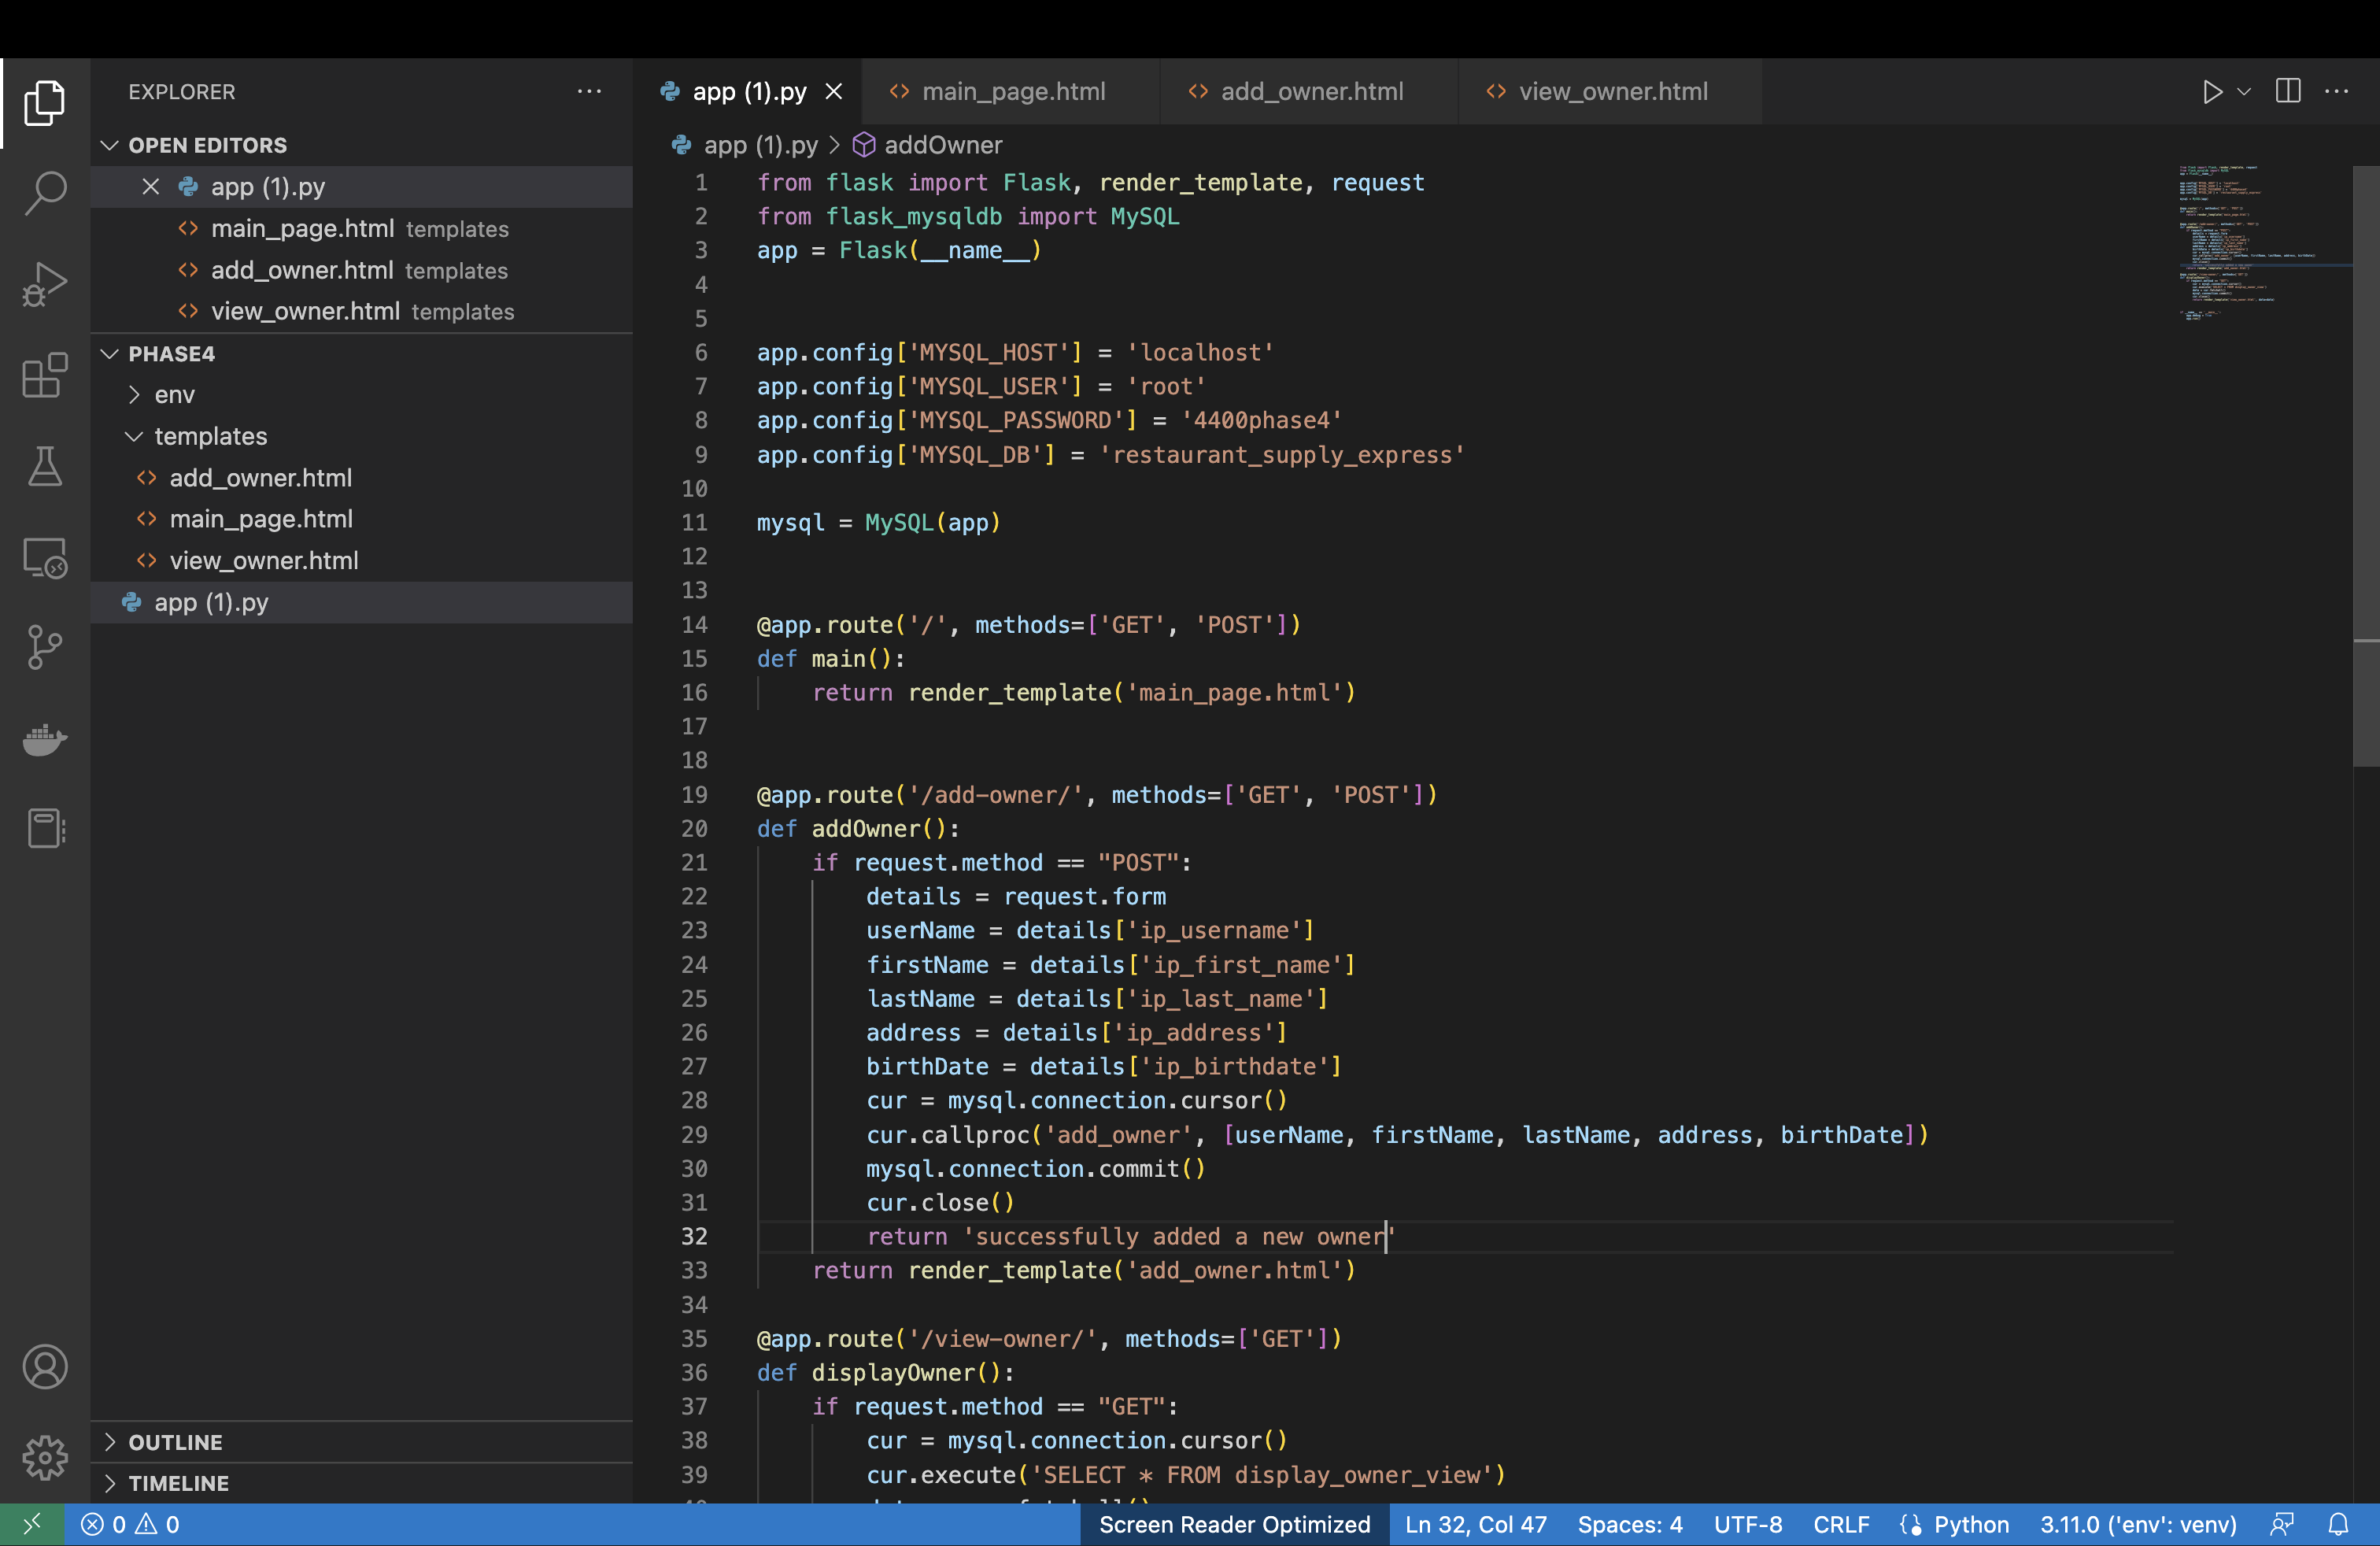 EXPLORER
OPEN EDITORS
app (1).py
main_page.html templates
add_owner.html templates
view_owner.html templates
PHASE4
env
templates
add_owner.html
main_page.html
view_owner.html
app (1).py
OUTLINE
TIMELINE
app (1).py main_page.html add_owner.html view_owner.html
app (1).py > addOwner
1 from flask import Flask, render_template, request
2 from flask_mysqldb import MySQL
3 app = Flask(__name__)
4
5
6 app.config['MYSQL_HOST'] = 'localhost'
7 app.config['MYSQL_USER'] = 'root'
8 app.config['MYSQL_PASSWORD'] = '4400phase4'
9 app.config['MYSQL_DB'] = 'restaurant_supply_express'
10
11 mysql = MySQL(app)
12
13
14 @app.route('/', methods=['GET', 'POST'])
15 def main():
16 return render_template('main_page.html')
17
18
19 @app.route('/add-owner/', methods=['GET', 'POST'])
20 def addOwner():
21 if request.method == "POST":
22 details = request.form
23 userName = details['ip_username']
24 firstName = details['ip_first_name']
25 lastName = details['ip_last_name']
26 address = details['ip_address']
27 birthDate = details['ip_birthdate']
28 cur = mysql.connection.cursor()
29 cur.callproc('add_owner', [userName, firstName, lastName, address, birthDate])
30 mysql.connection.commit()
31 cur.close()
32 return 'successfully added a new owner'
33 return render_template('add_owner.html')
34
35 @app.route('/view-owner/', methods=['GET'])
36 def displayOwner():
37 if request.method == "GET":
38 cur = mysql.connection.cursor()
39 cur.execute('SELECT * FROM display_owner_view')
0 0 Screen Reader Optimized Ln 32, Col 47 Spaces: 4 UTF-8 CRLF Python 3.11.0 ('env': venv)